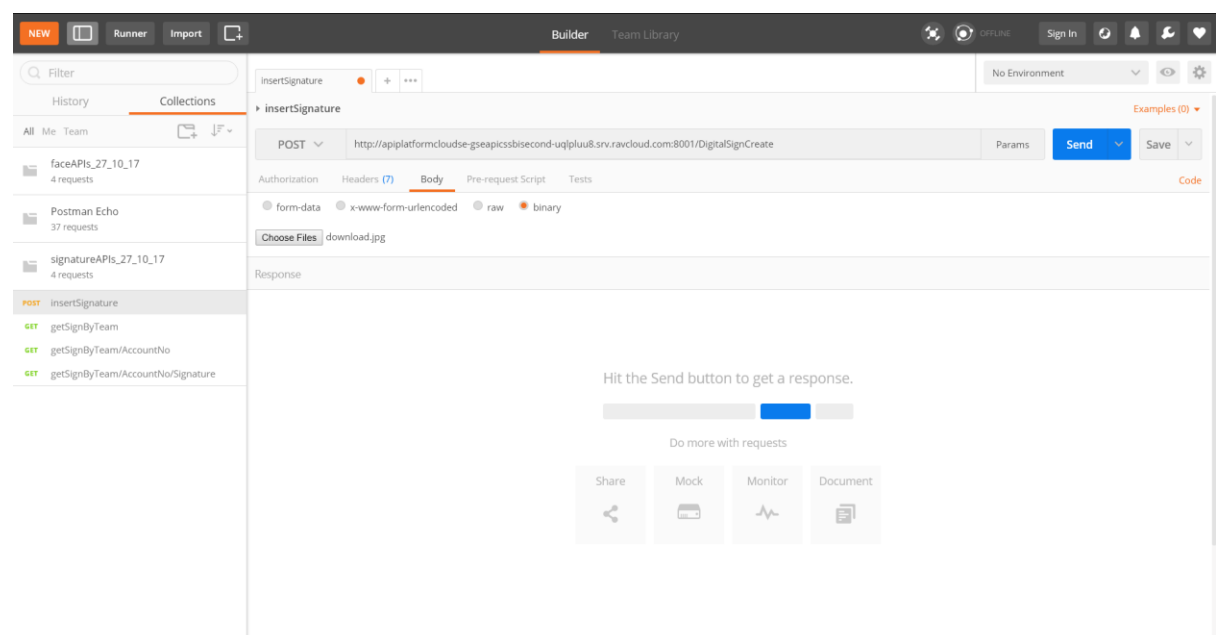 NEW Runner Import Builder Team Library OFFLINE Sign In
Filter
History Collections
All Me Team
faceAPIs_27_10_17
4 requests
Postman Echo
37 requests
signatureAPIs_27_10_17
4 requests
POST insertSignature
GET getSignByTeam
GET getSignByTeam/AccountNo
GET getSignByTeam/AccountNo/Signature
insertSignature + ••• No Environment
insertSignature Examples (0)
POST http://apiplatformcloudse-gseapicssbisecond-uqlpluu8.srv.ravcloud.com:8001/DigitalSignCreate Params Send Save
Authorization Headers (7) Body Pre-request Script Tests Code
form-data x-www-form-urlencoded raw binary
Choose Files download.jpg
Response
Hit the Send button to get a response.
Do more with requests
Share Mock Monitor Document